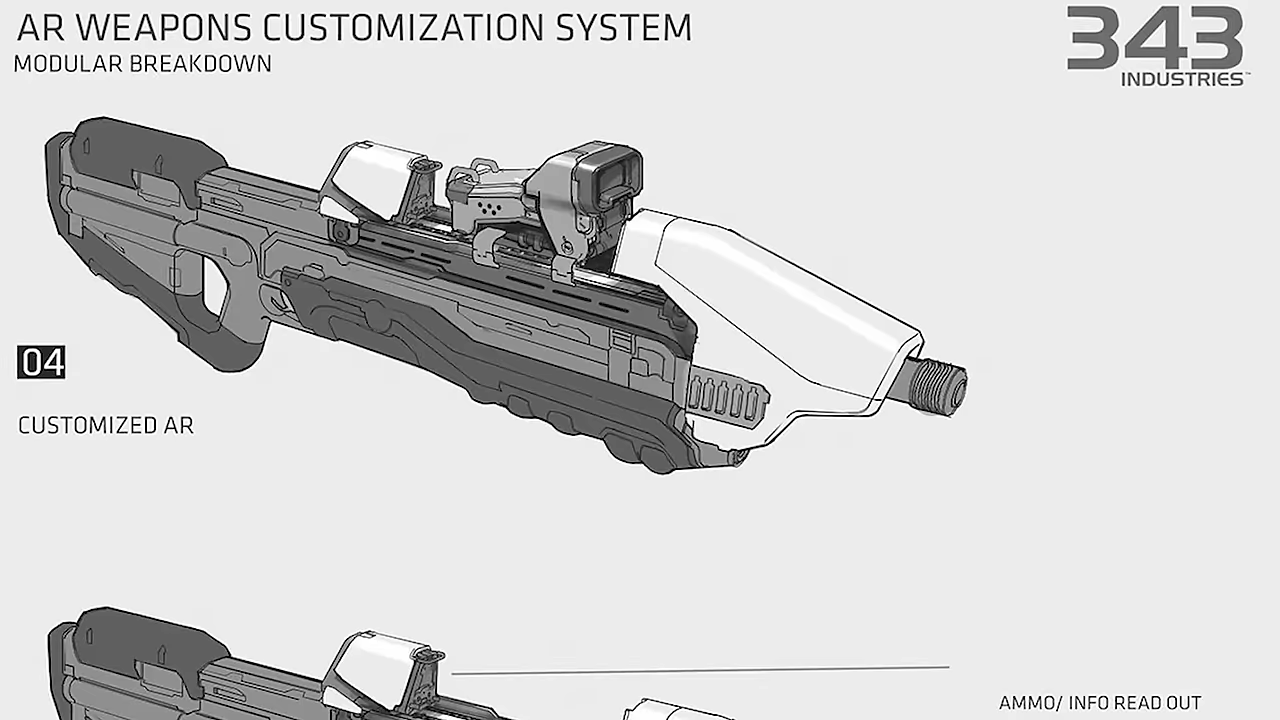 AR WEAPONS CUSTOMIZATION SYSTEM
MODULAR BREAKDOWN
343
INDUSTRIES™
04
CUSTOMIZED AR
AMMO/ INFO READ OUT